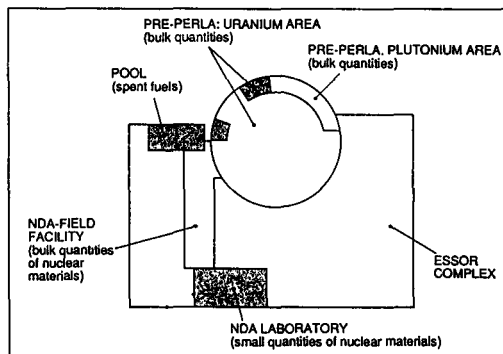 PRE-PERLA: URANIUM AREA
(bulk quantities)
PRE-PERLA. PLUTONIUM AREA
(bulk quantities)
POOL
(spent fuels)
NDA-FIELD
FACILITY
(bulk quantities
of nuclear
materials)
ESSOR
COMPLEX
NDA LABORATORY
(small quantities of nuclear materials)